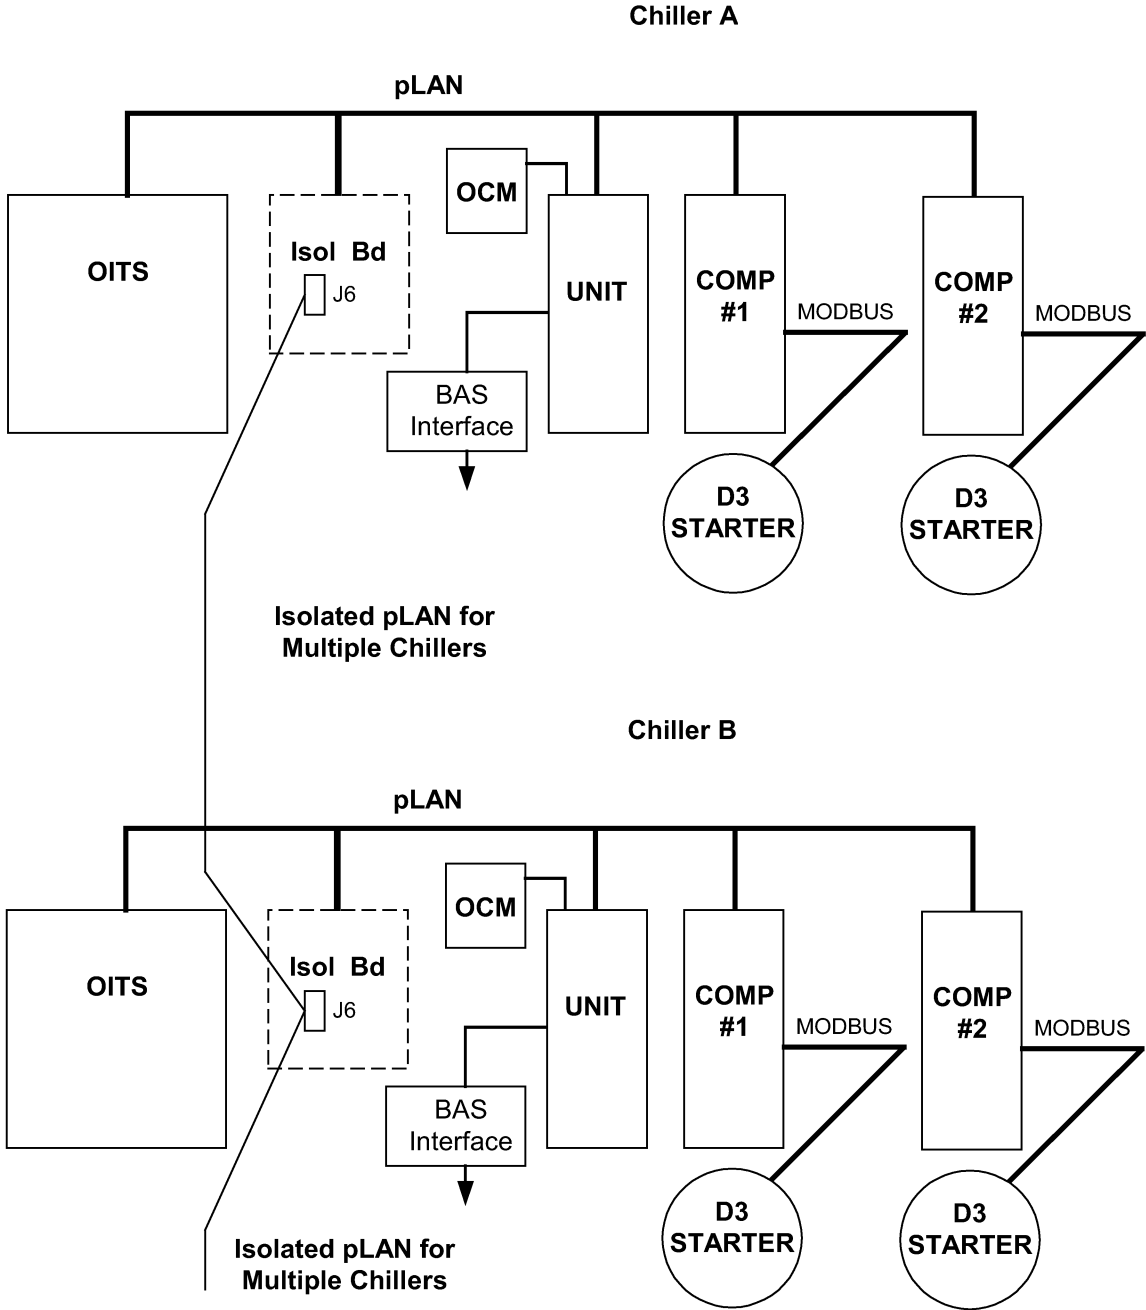 Chiller A
pLAN
OCM
Isol Bd
OITS
J6
UNIT
COMP
#1
COMP
#2
MODBUS
MODBUS
BAS
Interface
D3
STARTER
D3
STARTER
Isolated pLAN for
Multiple Chillers
Chiller B
pLAN
OCM
Isol Bd
OITS
J6
UNIT
COMP
#1
COMP
#2
MODBUS
MODBUS
BAS
Interface
D3
STARTER
D3
STARTER
Isolated pLAN for
Multiple Chillers